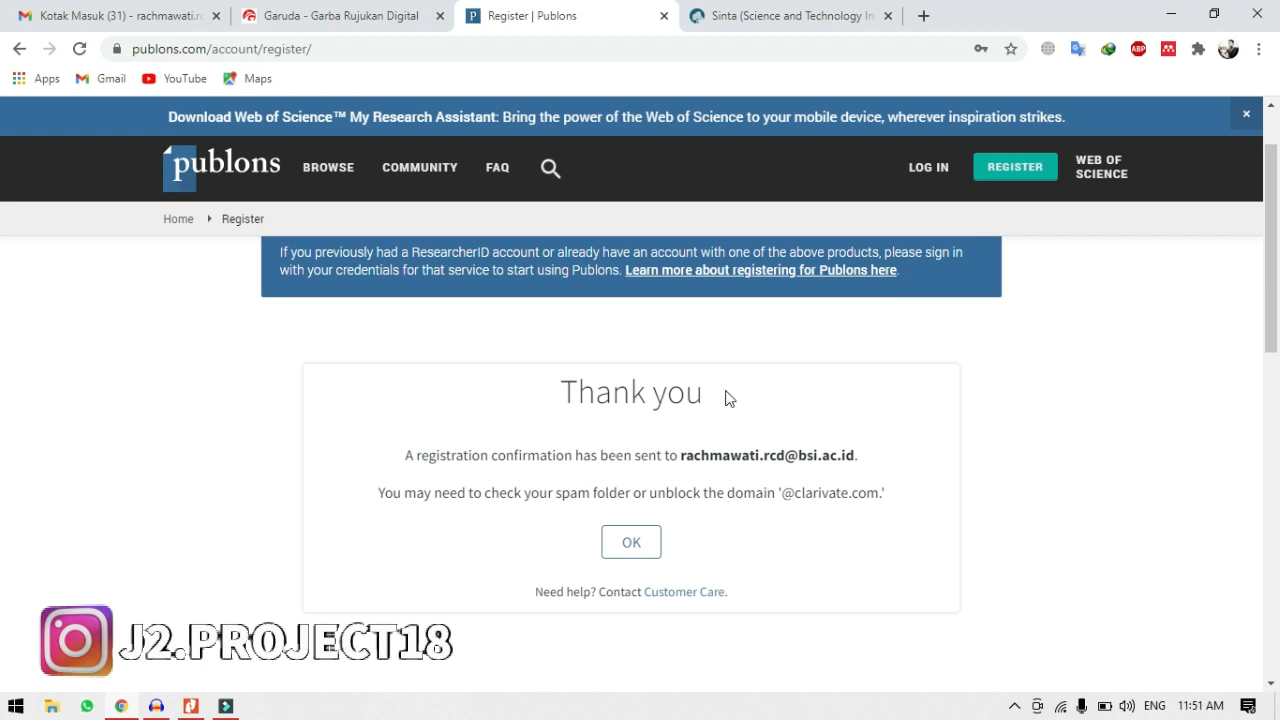 Kotak Masuk (31) - rachmawati.rc
Garuda - Garba Rujukan Digital
Register | Publons
Sinta (Science and Technology In
publons.com/account/register/
ABP
Apps
Gmail
YouTube
Maps
Download Web of Science™ My Research Assistant: Bring the power of the Web of Science to your mobile device, wherever inspiration strikes.
publons
BROWSE
COMMUNITY
FAQ
LOG IN
REGISTER
WEB OF
SCIENCE
Home
Register
If you previously had a ResearcherID account or already have an account with one of the above products, please sign in
with your credentials for that service to start using Publons. Learn more about registering for Publons here.
Thank you
A registration confirmation has been sent to rachmawati.rcd@bsi.ac.id.
You may need to check your spam folder or unblock the domain '@clarivate.com.'
OK
Need help? Contact Customer Care.
J2.PROJECT18
ENG
11:51 AM